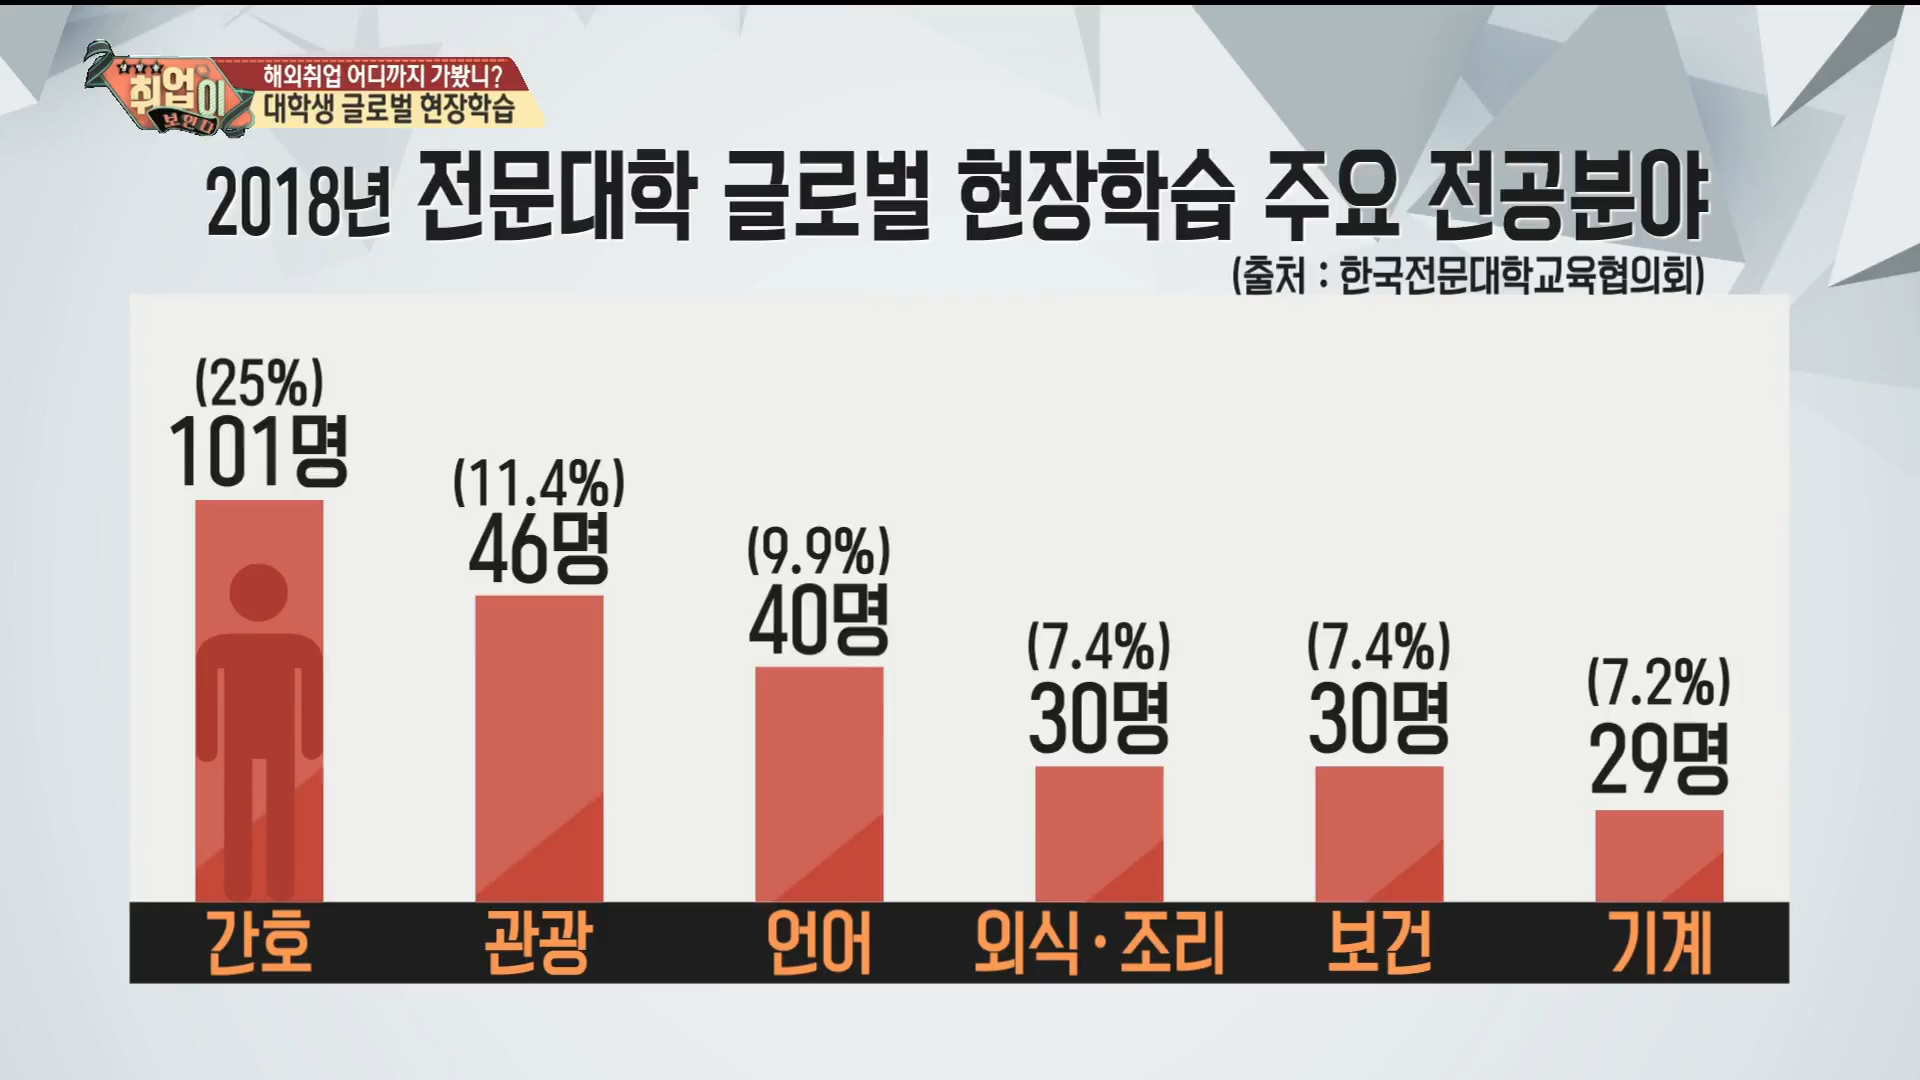 취업이
보인다
해외취업 어디까지 가봤니?
대학생 글로벌 현장학습
2018년 전문대학 글로벌 현장학습 주요 전공분야
(출처 : 한국전문대학교육협의회)
(25%)
101명
(11.4%)
46명
(9.9%)
40명
(7.4%)
30명
(7.4%)
30명
(7.2%)
29명
간호 관광 언어 외식·조리 보건 기계